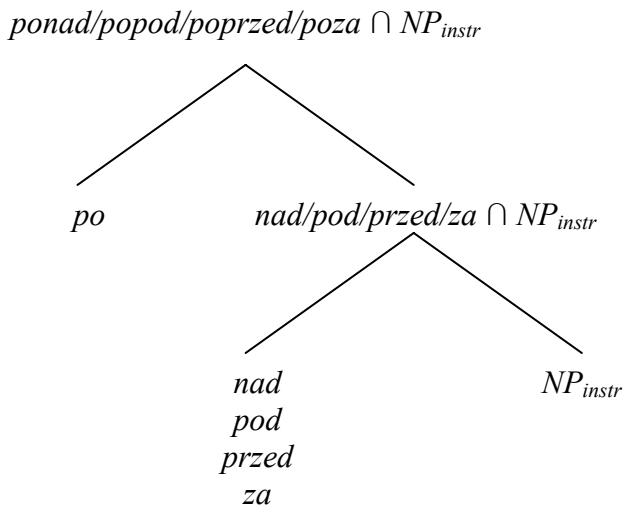 ponad/popod/poprzed/poza ∩ NPinstr
po
nad/pod/przed/za ∩ NPinstr
nad
NPinstr
pod
przed
za